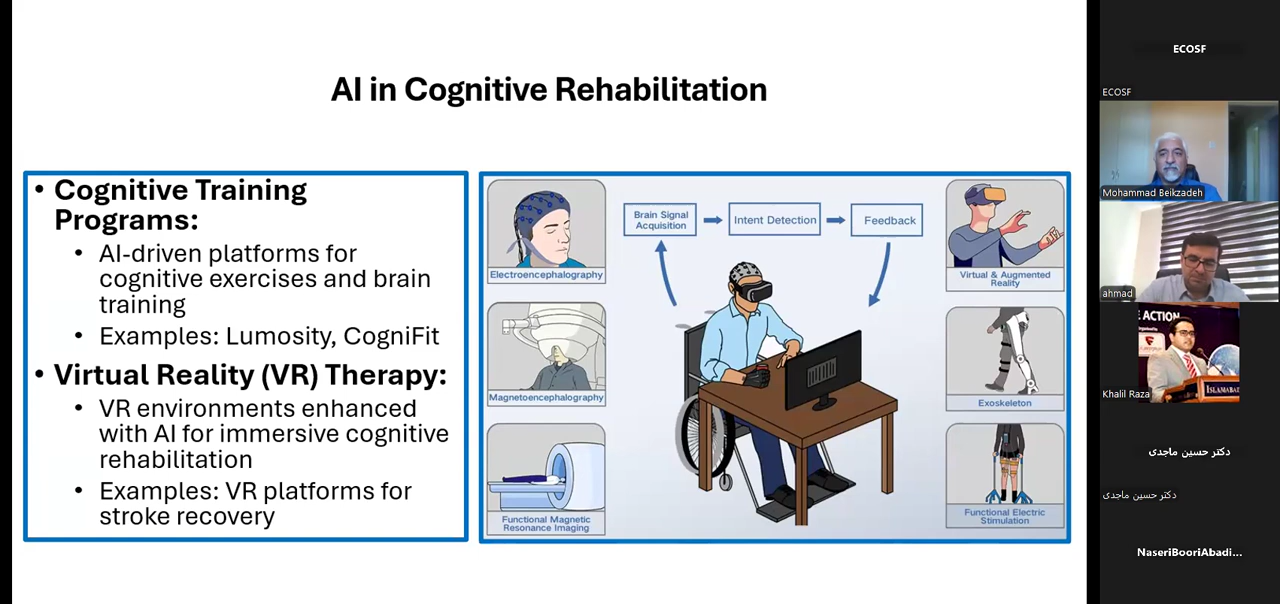 AI in Cognitive Rehabilitation
• Cognitive Training
Programs:
• AI-driven platforms for
cognitive exercises and brain
training
• Examples: Lumosity, CogniFit
• Virtual Reality (VR) Therapy:
• VR environments enhanced
with AI for immersive cognitive
rehabilitation
• Examples: VR platforms for
stroke recovery
Electroencephalography
Magnetoencephalography
Functional Magnetic
Resonance Imaging
Brain Signal
Acquisition
Intent Detection
Feedback
Virtual & Augmented
Reality
Exoskeleton
Functional Electric
Stimulation
ECOSF
ECOSF
Mohammad Beikzadeh
ahmad
E ACTION
ISLAMABAD
Khalil Raza
دکتر حسین ماجدی
دکتر حسین ماجدی
NaseriBooriAbadi...